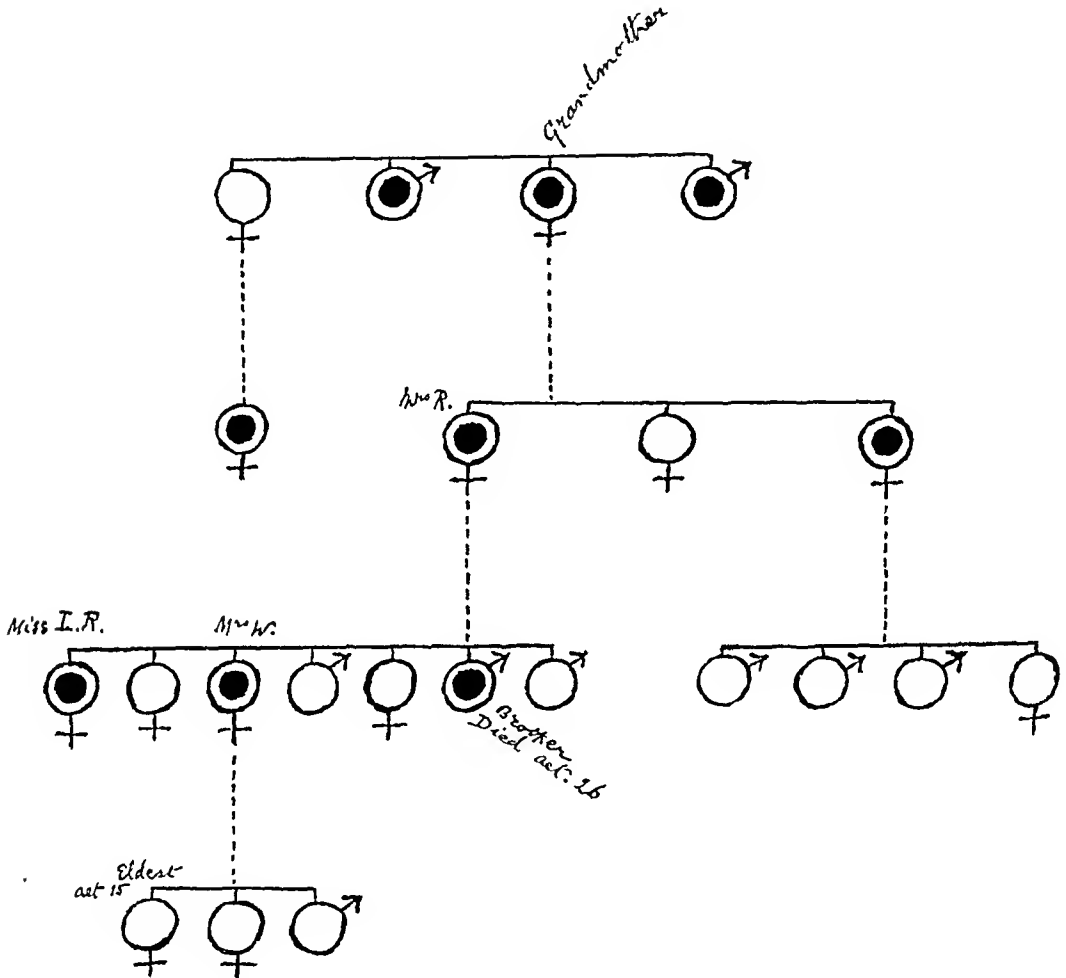 Grandmother
Mrs R.
Miss I. R.
Mrs W.
Brother
Died aet. 26
Eldest
aet 15